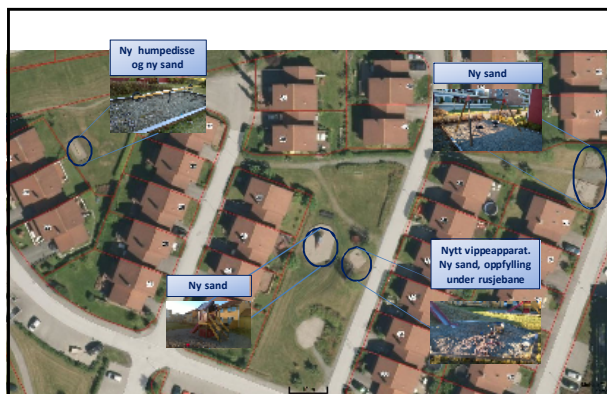 Ny humpedisse
og ny sand
Ny sand
Ny sand
Nytt vippeapparat.
Ny sand, oppfylling
under rusjebane